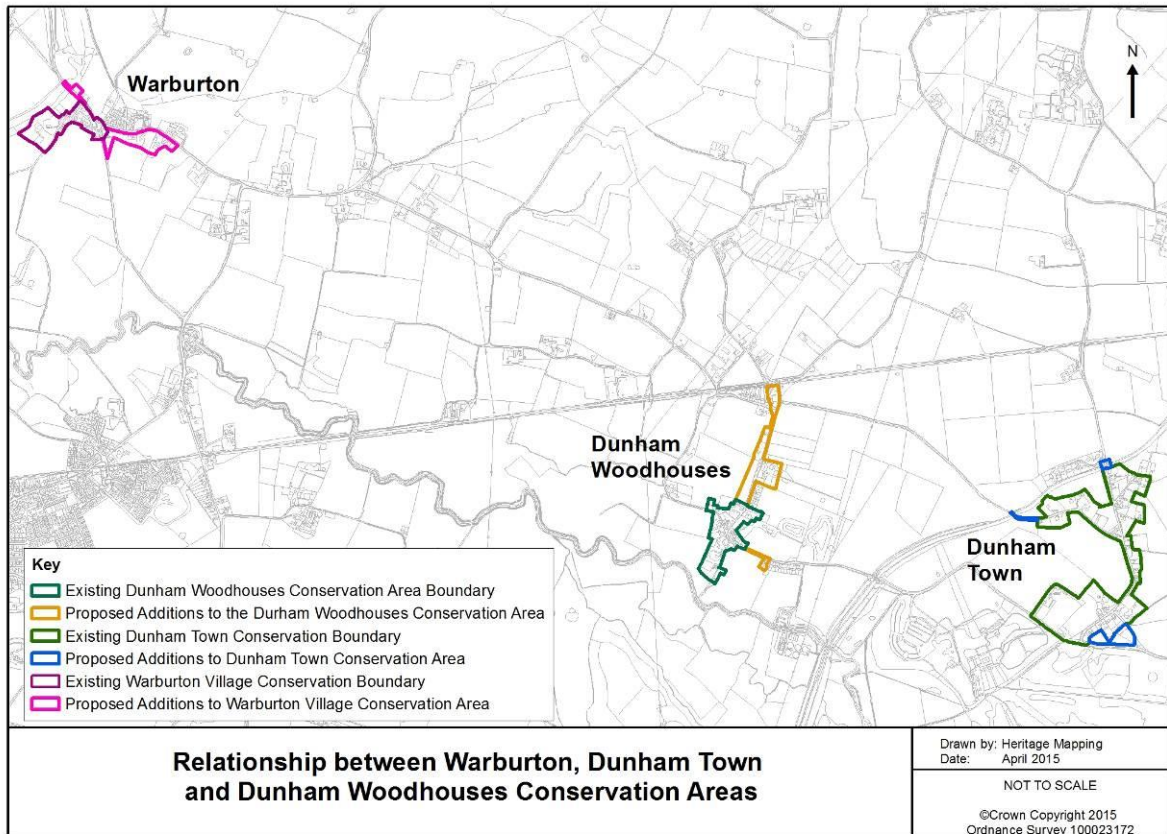 Warburton
N
Dunham
Woodhouses
Dunham
Town
Key
Existing Dunham Woodhouses Conservation Area Boundary
Proposed Additions to the Durham Woodhouses Conservation Area
Existing Dunham Town Conservation Boundary
Proposed Additions to Dunham Town Conservation Area
Existing Warburton Village Conservation Boundary
Proposed Additions to Warburton Village Conservation Area
Relationship between Warburton, Dunham Town
and Dunham Woodhouses Conservation Areas
Drawn by: Heritage Mapping
Date: April 2015
NOT TO SCALE
©Crown Copyright 2015
Ordnance Survey 100023172